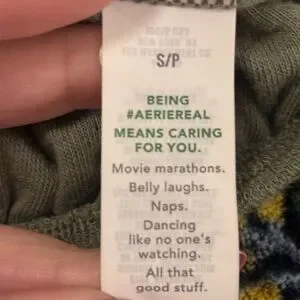 S/P
BEING
#AERIEREAL
MEANS CARING
FOR YOU.
Movie marathons.
Belly laughs.
Naps.
Dancing
like no one's
watching.
All that
good stuff.